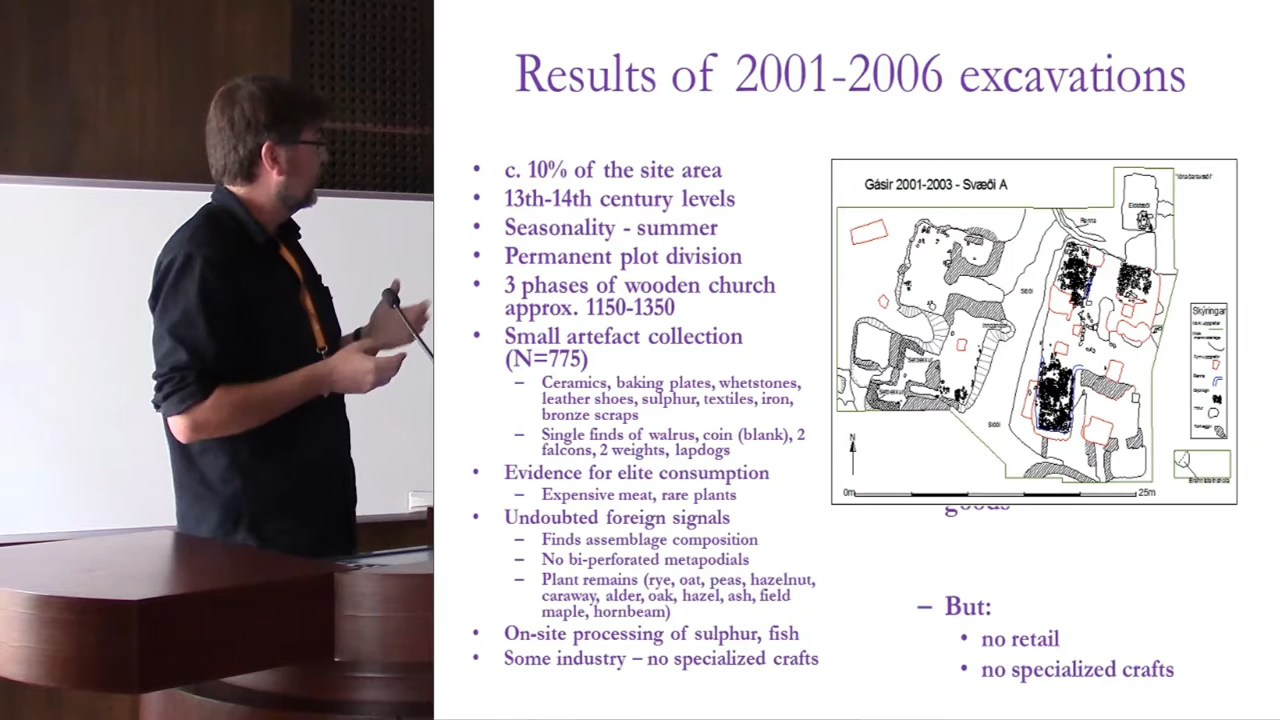 Results of 2001-2006 excavations
• c. 10% of the site area
• 13th-14th century levels
• Seasonality - summer
• Permanent plot division
• 3 phases of wooden church
approx. 1150-1350
• Small artefact collection
(N=775)
– Ceramics, baking plates, whetstones,
leather shoes, sulphur, textiles, iron,
bronze scraps
– Single finds of walrus, coin (blank), 2
falcons, 2 weights, lapdogs
• Evidence for elite consumption
– Expensive meat, rare plants
• Undoubted foreign signals
– Finds assemblage composition
– No bi-perforated metapodials
– Plant remains (rye, oat, peas, hazelnut,
caraway, alder, oak, hazel, ash, field
maple, hornbeam)
• On-site processing of sulphur, fish
• Some industry – no specialized crafts
Gásir 2001-2003 - Svæði A
Renna
Eldstæði
Skýringar
N
0m
25m
goods
– But:
• no retail
• no specialized crafts